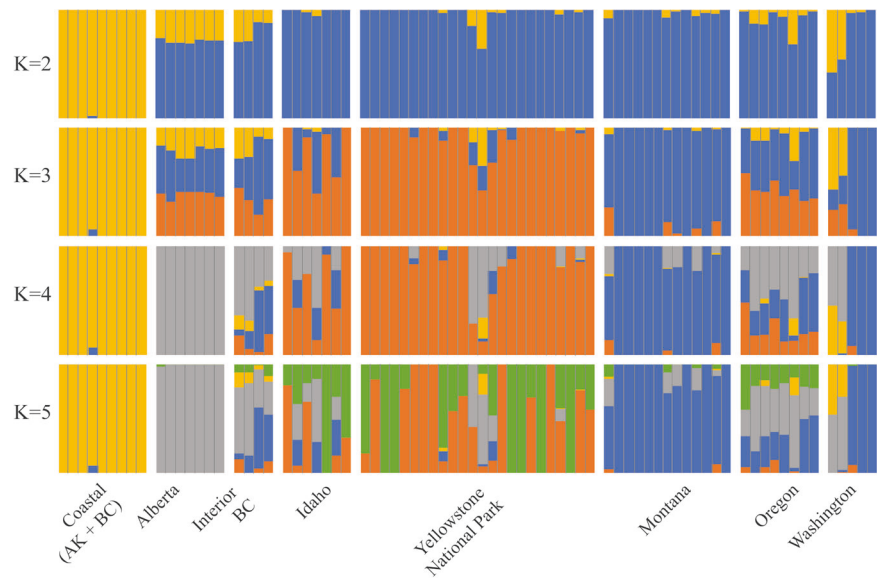 K=2
K=3
K=4
K=5
Coastal
(AK + BC)
Alberta
Interior
BC
Idaho
Yellowstone
National Park
Montana
Oregon
Washington